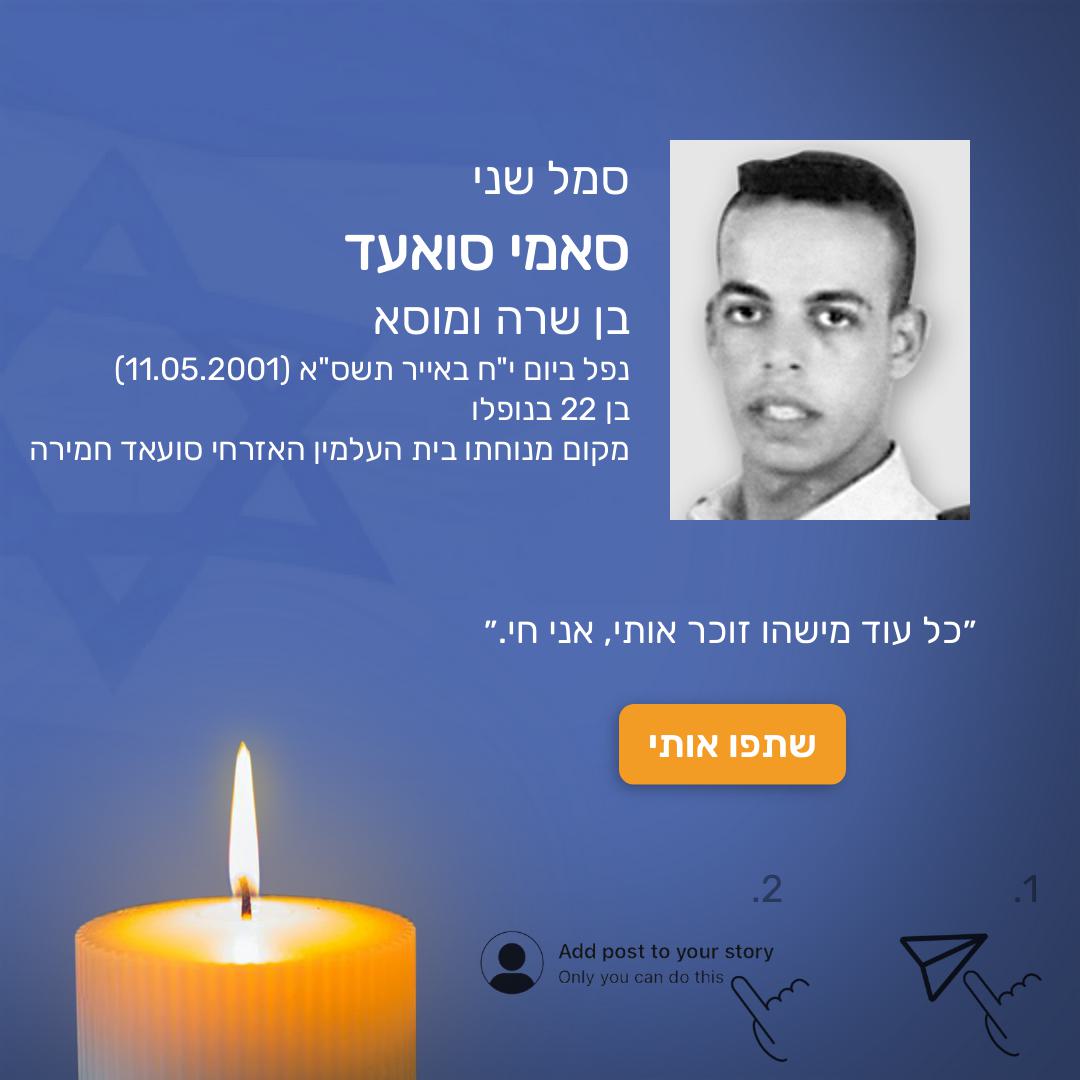 סמל שני
סאמי סואעד
בן שרה ומוסא
נפל ביום י"ח באייר תשס"א (11.05.2001)
בן 22 בנופלו
מקום מנוחתו בית העלמין האזרחי סועאד חמירה
״כל עוד מישהו זוכר אותי, אני חי.״
שתפו אותי
1.
2.
Add post to your story
Only you can do this